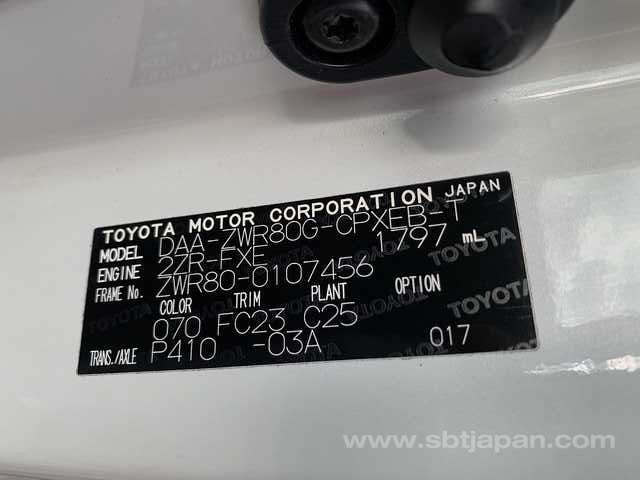 TOYOTA MOTOR CORPORATION JAPAN
MODEL DAA-ZWR80G-CPXEB-T
ENGINE 2ZR-FXE 1797 mL
FRAME No. ZWR80-0107456
COLOR TRIM PLANT OPTION
070 FC23 C25
TRANS./AXLE P410 -03A 017
www.sbtjapan.com